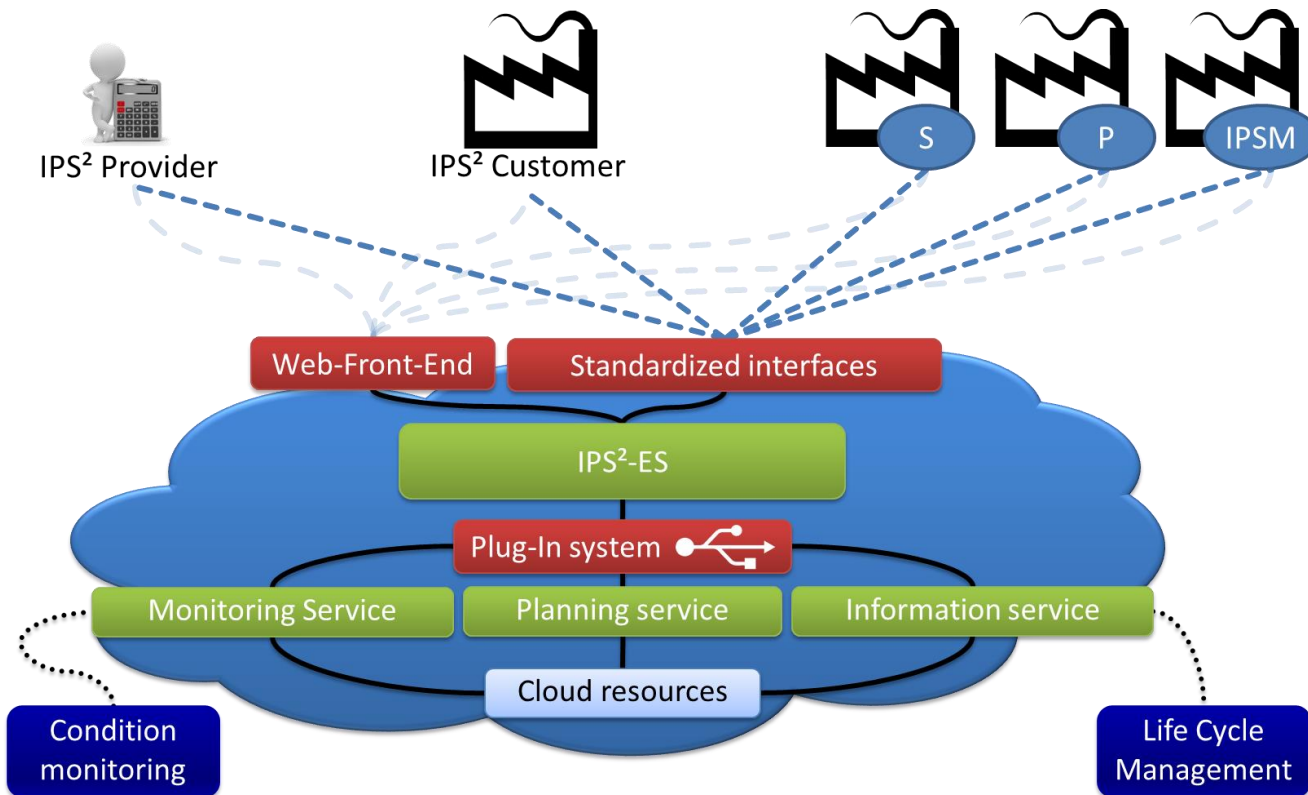 S
P
IPSM
IPS² Provider
IPS² Customer
Web-Front-End
Standardized interfaces
IPS²-ES
Plug-In system
Monitoring Service
Planning service
Information service
Cloud resources
Condition
monitoring
Life Cycle
Management